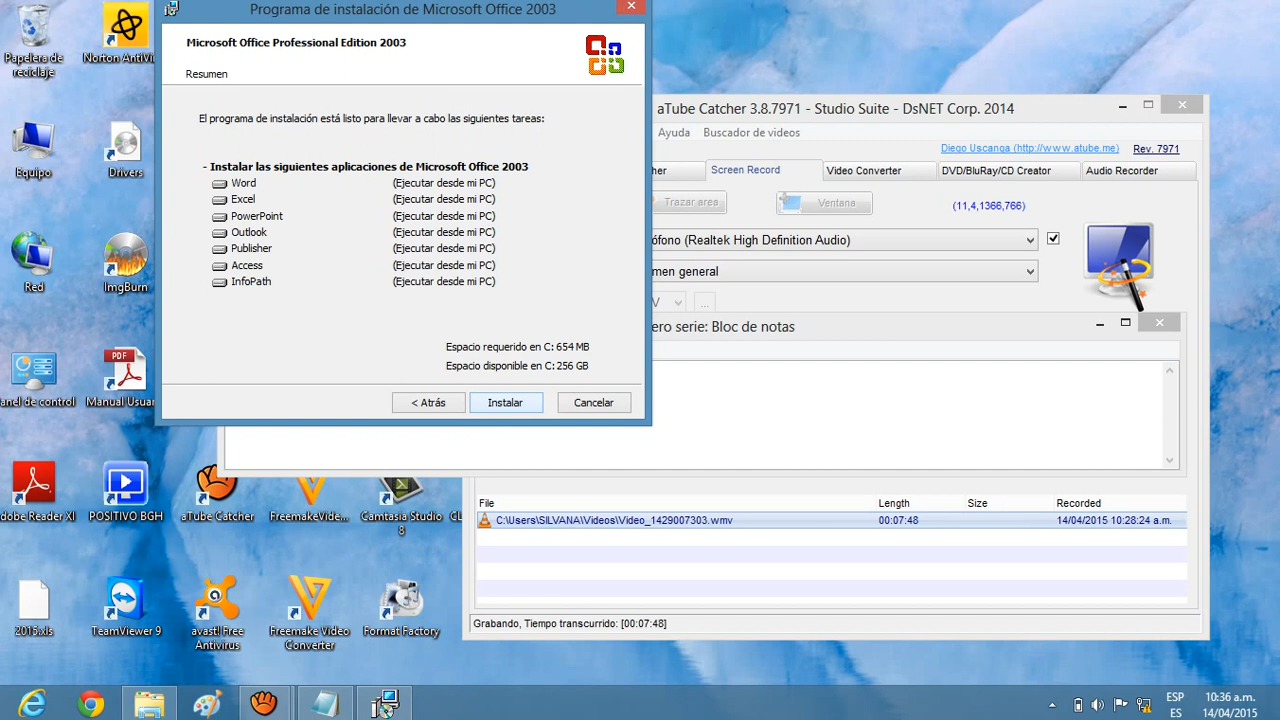 Programa de instalación de Microsoft Office 2003
Microsoft Office Professional Edition 2003
Resumen
El programa de instalación está listo para llevar a cabo las siguientes tareas:
- Instalar las siguientes aplicaciones de Microsoft Office 2003
Word (Ejecutar desde mi PC)
Excel (Ejecutar desde mi PC)
PowerPoint (Ejecutar desde mi PC)
Outlook (Ejecutar desde mi PC)
Publisher (Ejecutar desde mi PC)
Access (Ejecutar desde mi PC)
InfoPath (Ejecutar desde mi PC)
Espacio requerido en C: 654 MB
Espacio disponible en C: 256 GB
< Atrás Instalar Cancelar
aTube Catcher 3.8.7971 - Studio Suite - DsNET Corp. 2014
Ayuda Buscador de videos
Diego Uscanga (http://www.atube.me) Rev. 7971
her Screen Record Video Converter DVD/BluRay/CD Creator Audio Recorder
Trazar area Ventana (11,4,1366,766)
ófono (Realtek High Definition Audio)
men general
V ...
ero serie: Bloc de notas
File Length Size Recorded
C:\Users\SILVANA\Videos\Video_1429007303.wmv 00:07:48 14/04/2015 10:28:24 a.m.
Grabando, Tiempo transcurrido: [00:07:48]
Papelera de
reciclaje
Norton AntiVi
Equipo
Drivers
Red
ImgBurn
anel de control
PDF
Manual Usuar
dobe Reader XI
POSITIVO BGH
aTube Catcher
FreemakeVide...
Camtasia Studio
8
CL
2015.xls
TeamViewer 9
avast! Free
Antivirus
Freemake Video
Converter
Format Factory
ESP
ES
10:36 a.m.
14/04/2015